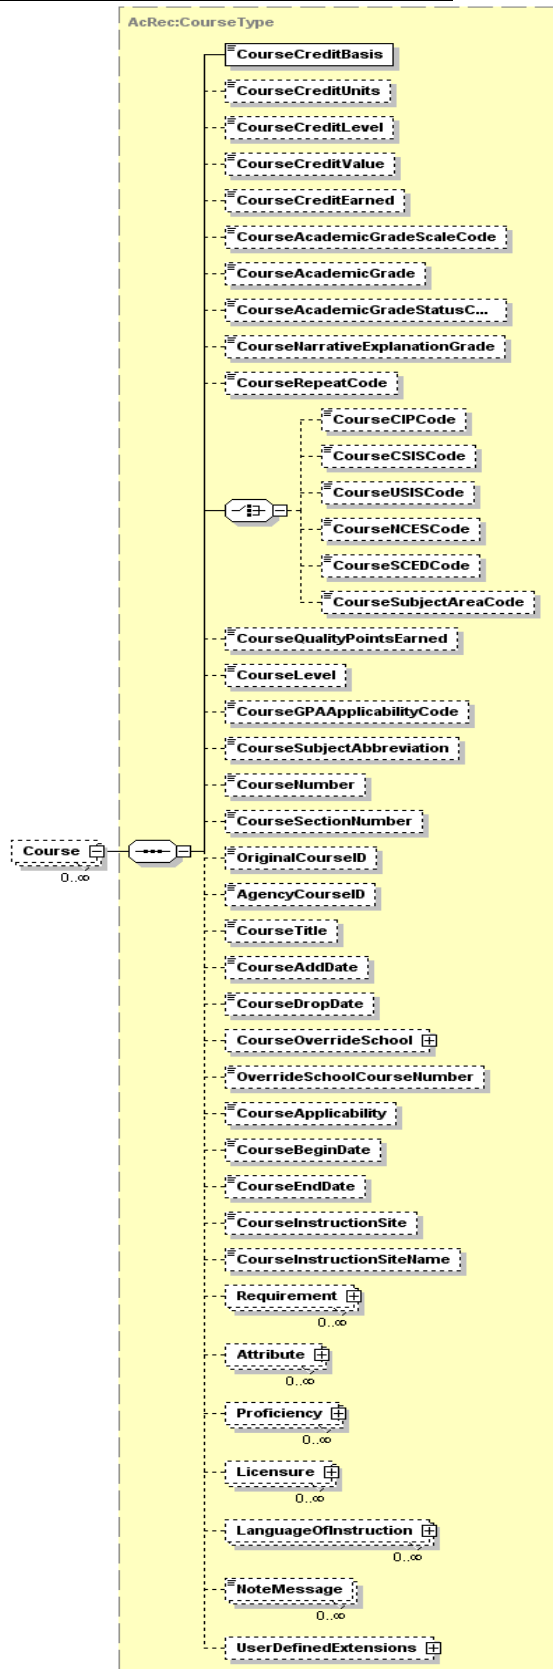 AcRec:CourseType
CourseCreditBasis
CourseCreditUnits
CourseCreditLevel
CourseCreditValue
CourseCreditEarned
CourseAcademicGradeScaleCode
CourseAcademicGrade
CourseAcademicGradeStatusC...
CourseNarrativeExplanationGrade
CourseRepeatCode
CourseCIPCode
CourseCSISCode
CourseUSISCode
CourseNCESCode
CourseSCEDCode
CourseSubjectAreaCode
CourseQualityPointsEarned
CourseLevel
CourseGPAApplicabilityCode
CourseSubjectAbbreviation
CourseNumber
CourseSectionNumber
Course
0..∞
OriginalCourseID
AgencyCourseID
CourseTitle
CourseAddDate
CourseDropDate
CourseOverrideSchool
OverrideSchoolCourseNumber
CourseApplicability
CourseBeginDate
CourseEndDate
CourseInstructionSite
CourseInstructionSiteName
Requirement
0..∞
Attribute
0..∞
Proficiency
0..∞
Licensure
0..∞
LanguageOfInstruction
0..∞
NoteMessage
0..∞
UserDefinedExtensions